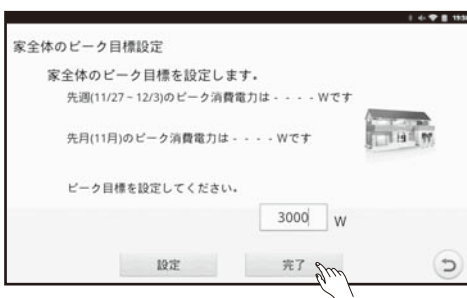 19:50
家全体のピーク目標設定
家全体のピーク目標を設定します。
先週(11/27 ~ 12/3)のピーク消費電力は - - - - Wです
先月(11月)のピーク消費電力は - - - - Wです
ピーク目標を設定してください。
3000 W
設定 完了